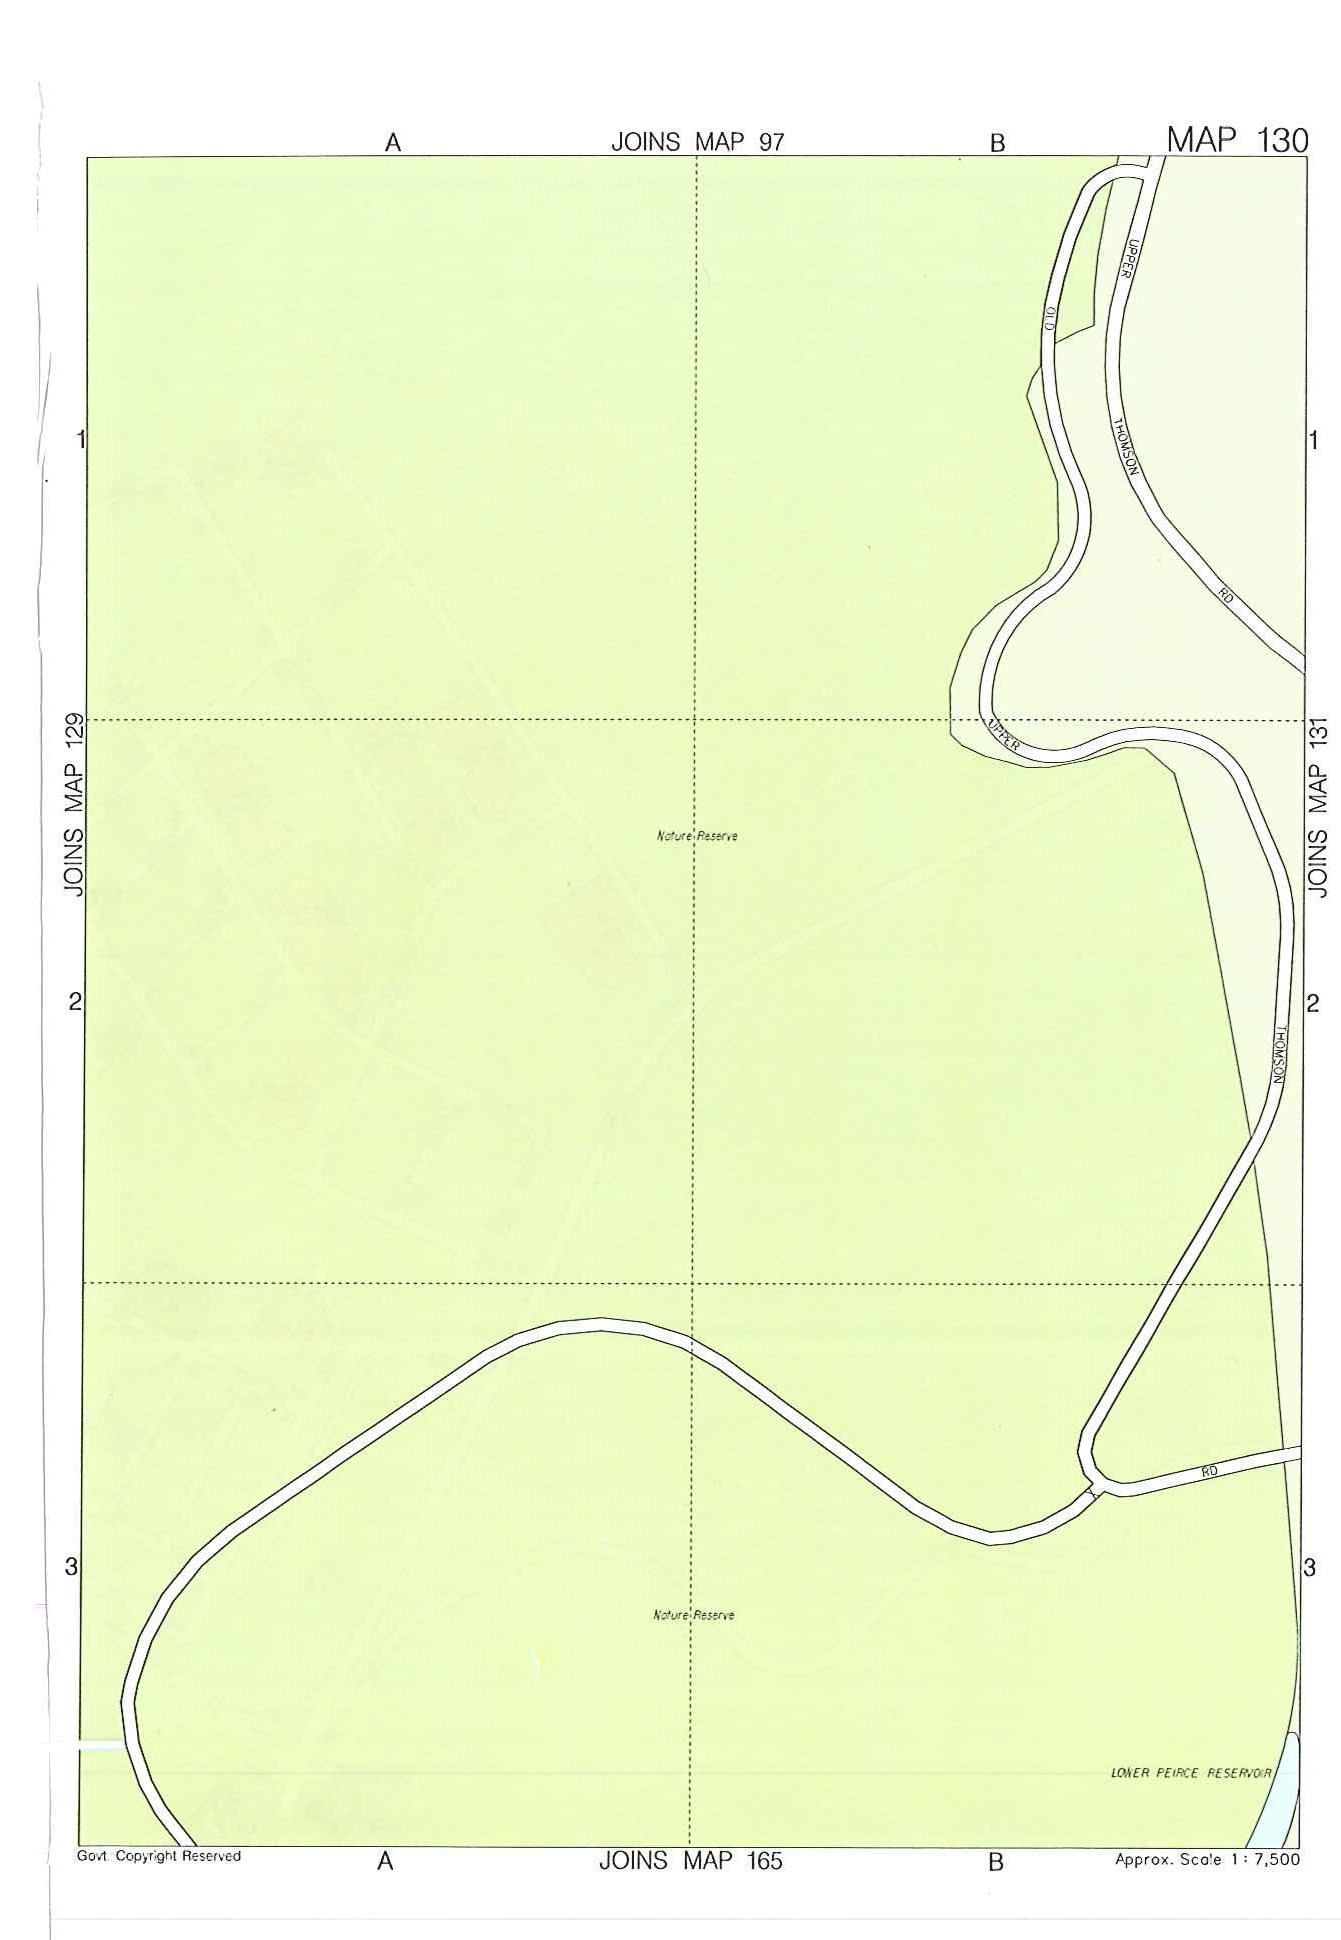 A JOINS MAP 97 B MAP 130
UPPER
OLD
1 1
THOMSON
RD
JOINS MAP 129
JOINS MAP 131
UPPER
Nature Reserve
2 2
THOMSON
RD
3 3
Nature Reserve
LOWER PEIRCE RESERVOIR
Govt. Copyright Reserved A JOINS MAP 165 B Approx. Scale 1 : 7,500